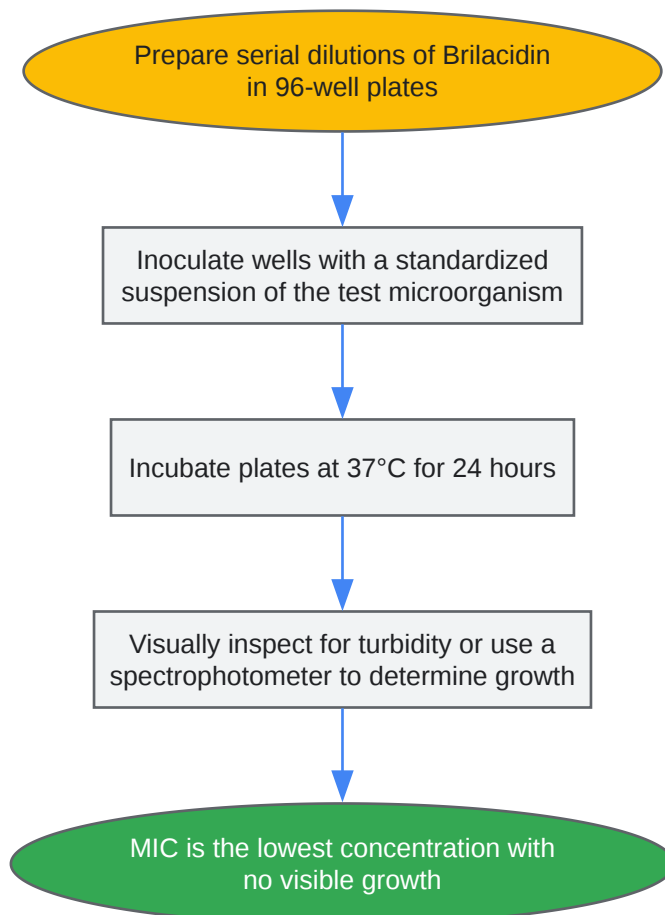 Prepare serial dilutions of Brilacidin
in 96-well plates
Inoculate wells with a standardized
suspension of the test microorganism
Incubate plates at 37°C for 24 hours
Visually inspect for turbidity or use a
spectrophotometer to determine growth
MIC is the lowest concentration with
no visible growth